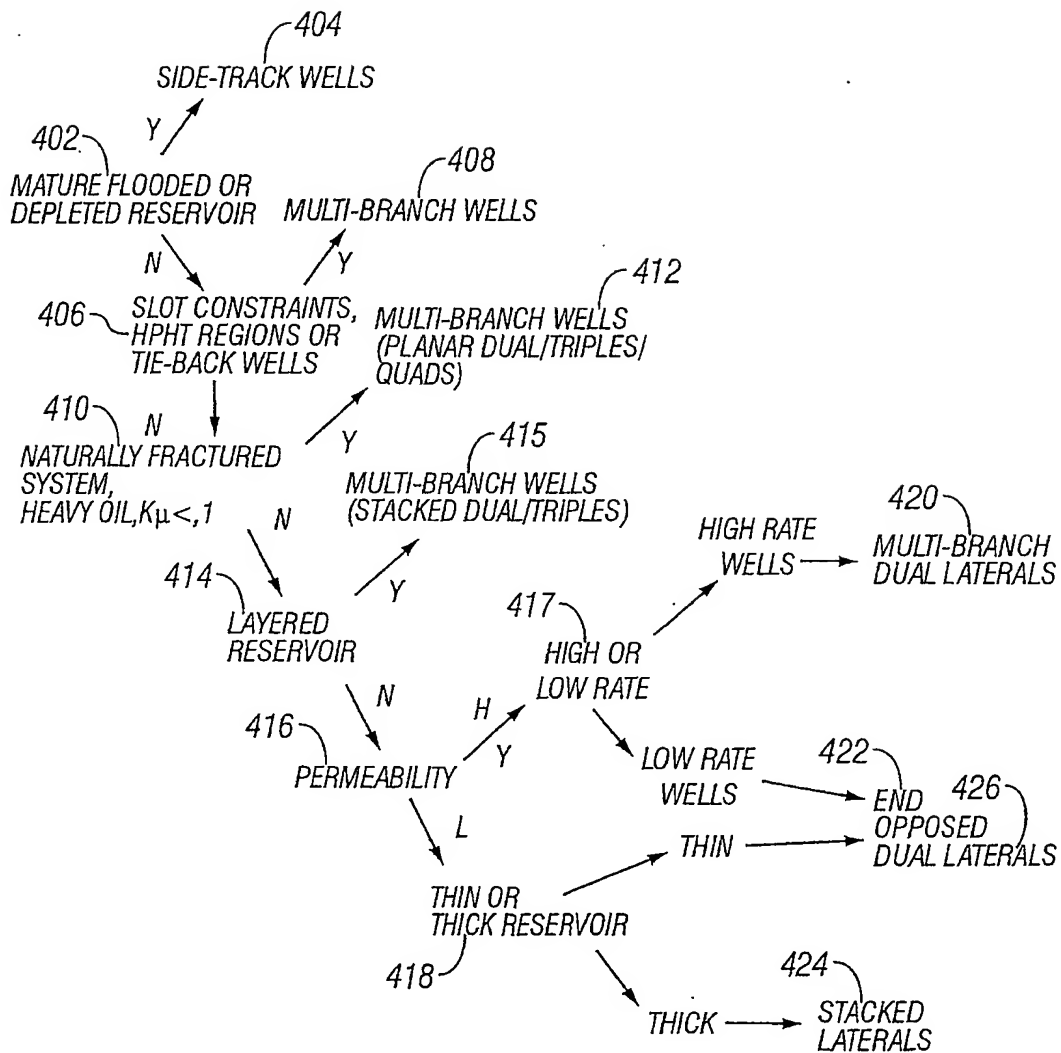 404
SIDE-TRACK WELLS
Y
402
MATURE FLOODED OR
DEPLETED RESERVOIR
408
MULTI-BRANCH WELLS
N
Y
406
SLOT CONSTRAINTS,
HPHT REGIONS OR
TIE-BACK WELLS
412
MULTI-BRANCH WELLS
(PLANAR DUAL/TRIPLES/
QUADS)
410
N
Y
NATURALLY FRACTURED
SYSTEM,
HEAVY OIL,Kμ<,1
415
MULTI-BRANCH WELLS
(STACKED DUAL/TRIPLES)
N
Y
414
LAYERED
RESERVOIR
HIGH RATE
WELLS
420
MULTI-BRANCH
DUAL LATERALS
417
HIGH OR
LOW RATE
N
H
Y
416
PERMEABILITY
LOW RATE
WELLS
422
426
END
OPPOSED
DUAL LATERALS
L
THIN
THIN OR
THICK RESERVOIR
418
THICK
424
STACKED
LATERALS